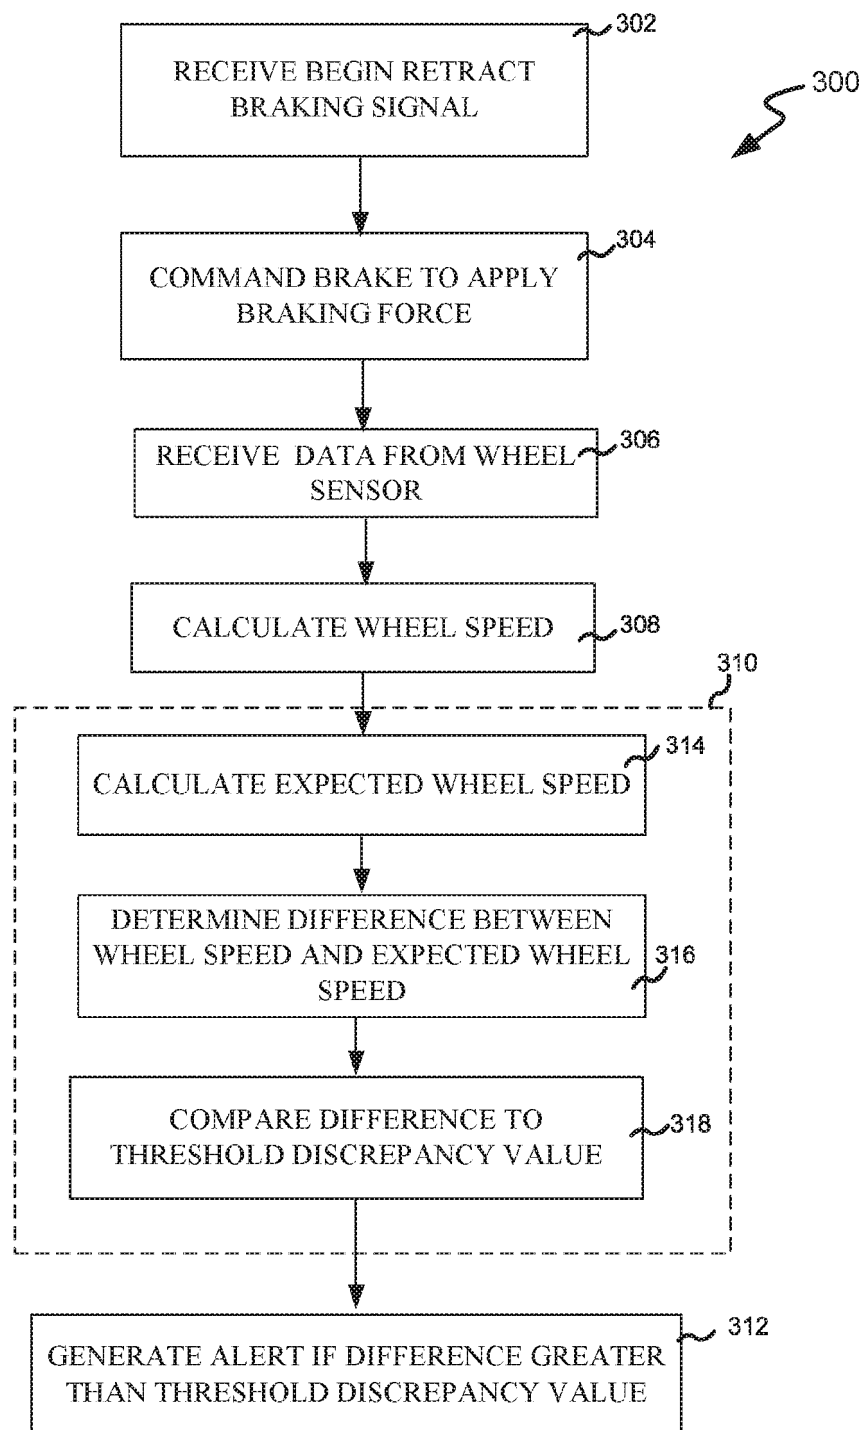 302
RECEIVE BEGIN RETRACT
BRAKING SIGNAL
300
304
COMMAND BRAKE TO APPLY
BRAKING FORCE
306
RECEIVE DATA FROM WHEEL
SENSOR
CALCULATE WHEEL SPEED
308
310
314
CALCULATE EXPECTED WHEEL SPEED
DETERMINE DIFFERENCE BETWEEN
WHEEL SPEED AND EXPECTED WHEEL
SPEED
316
COMPARE DIFFERENCE TO
THRESHOLD DISCREPANCY VALUE
318
312
GENERATE ALERT IF DIFFERENCE GREATER
THAN THRESHOLD DISCREPANCY VALUE